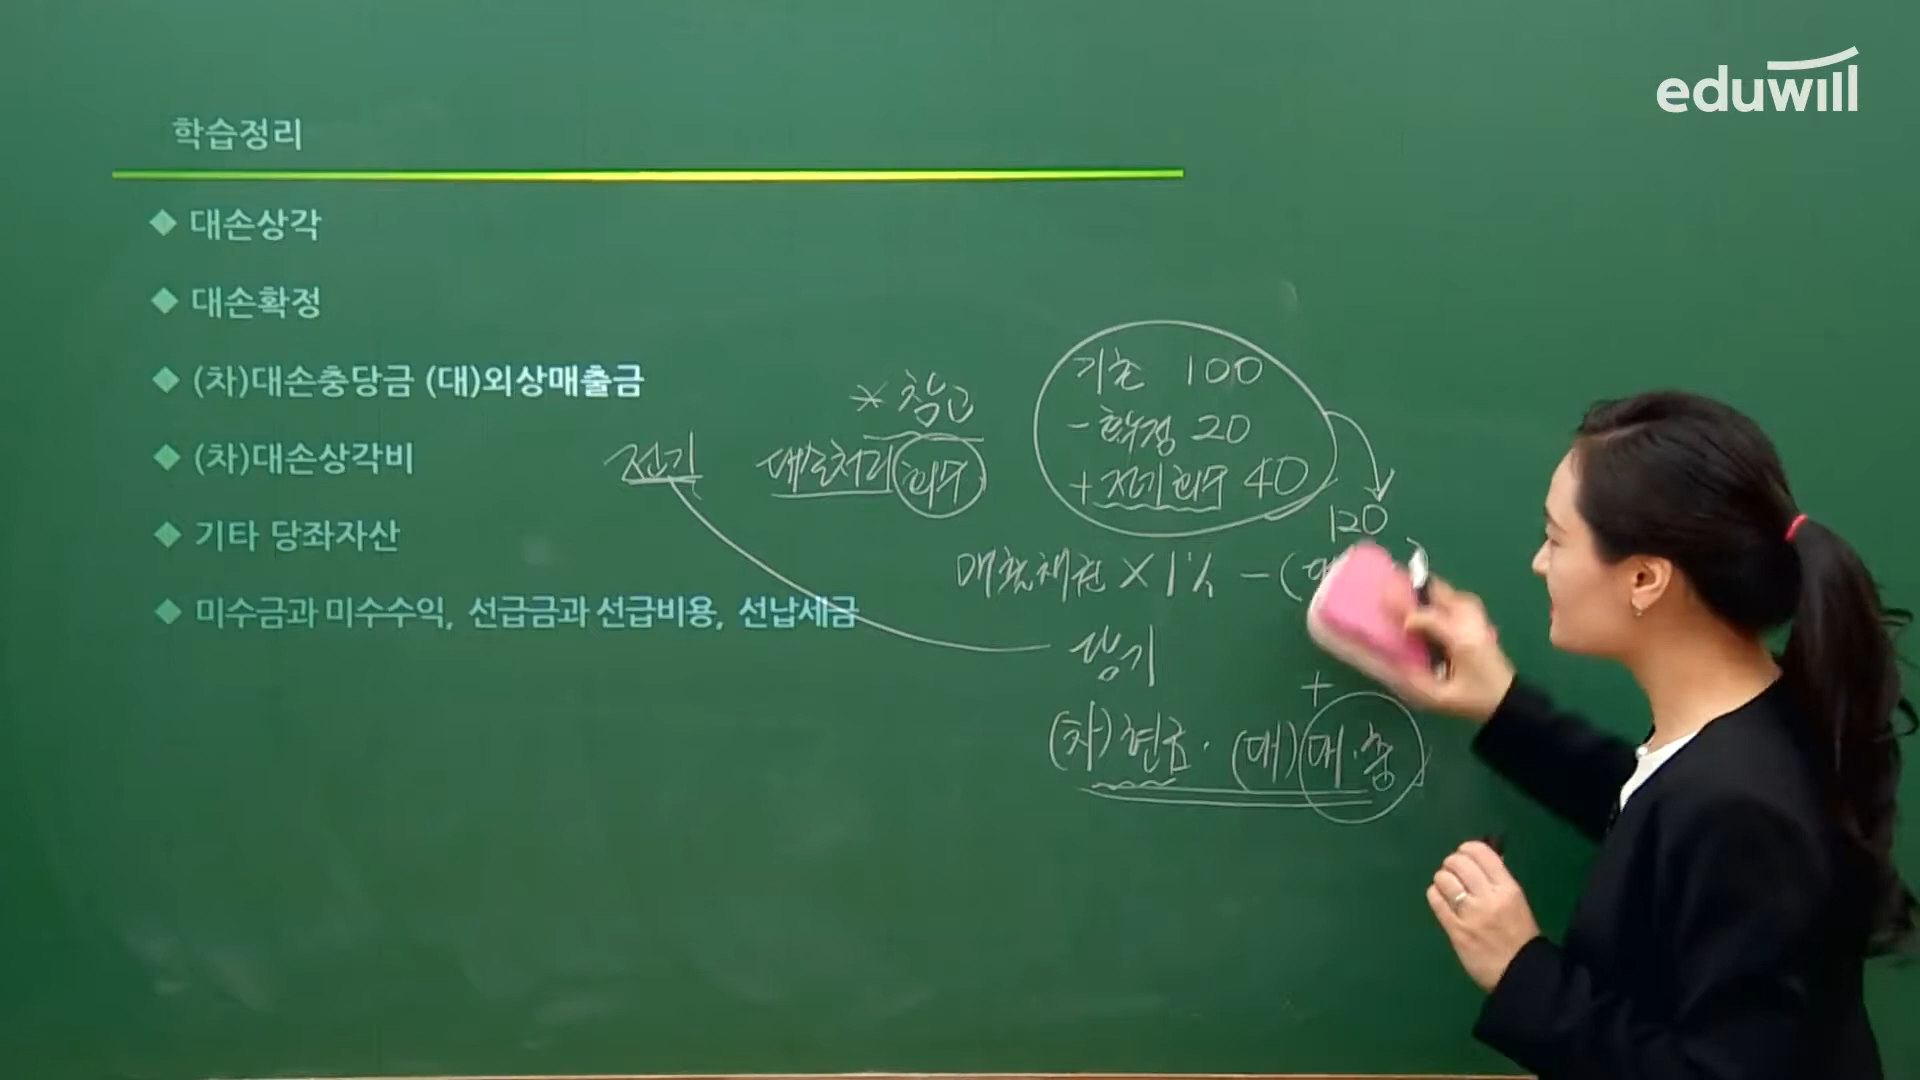 eduwill
학습정리
◆ 대손상각
◆ 대손확정
◆ (차)대손충당금 (대)외상매출금
◆ (차)대손상각비
◆ 기타 당좌자산
◆ 미수금과 미수수익, 선급금과 선급비용, 선납세금
* 참고
전기 대손처리 회수
기초 100
- 확정 20
+ 전기회수 40
120
매출채권 × 1% - (대
당기
+
(차)현금. (대)대.충